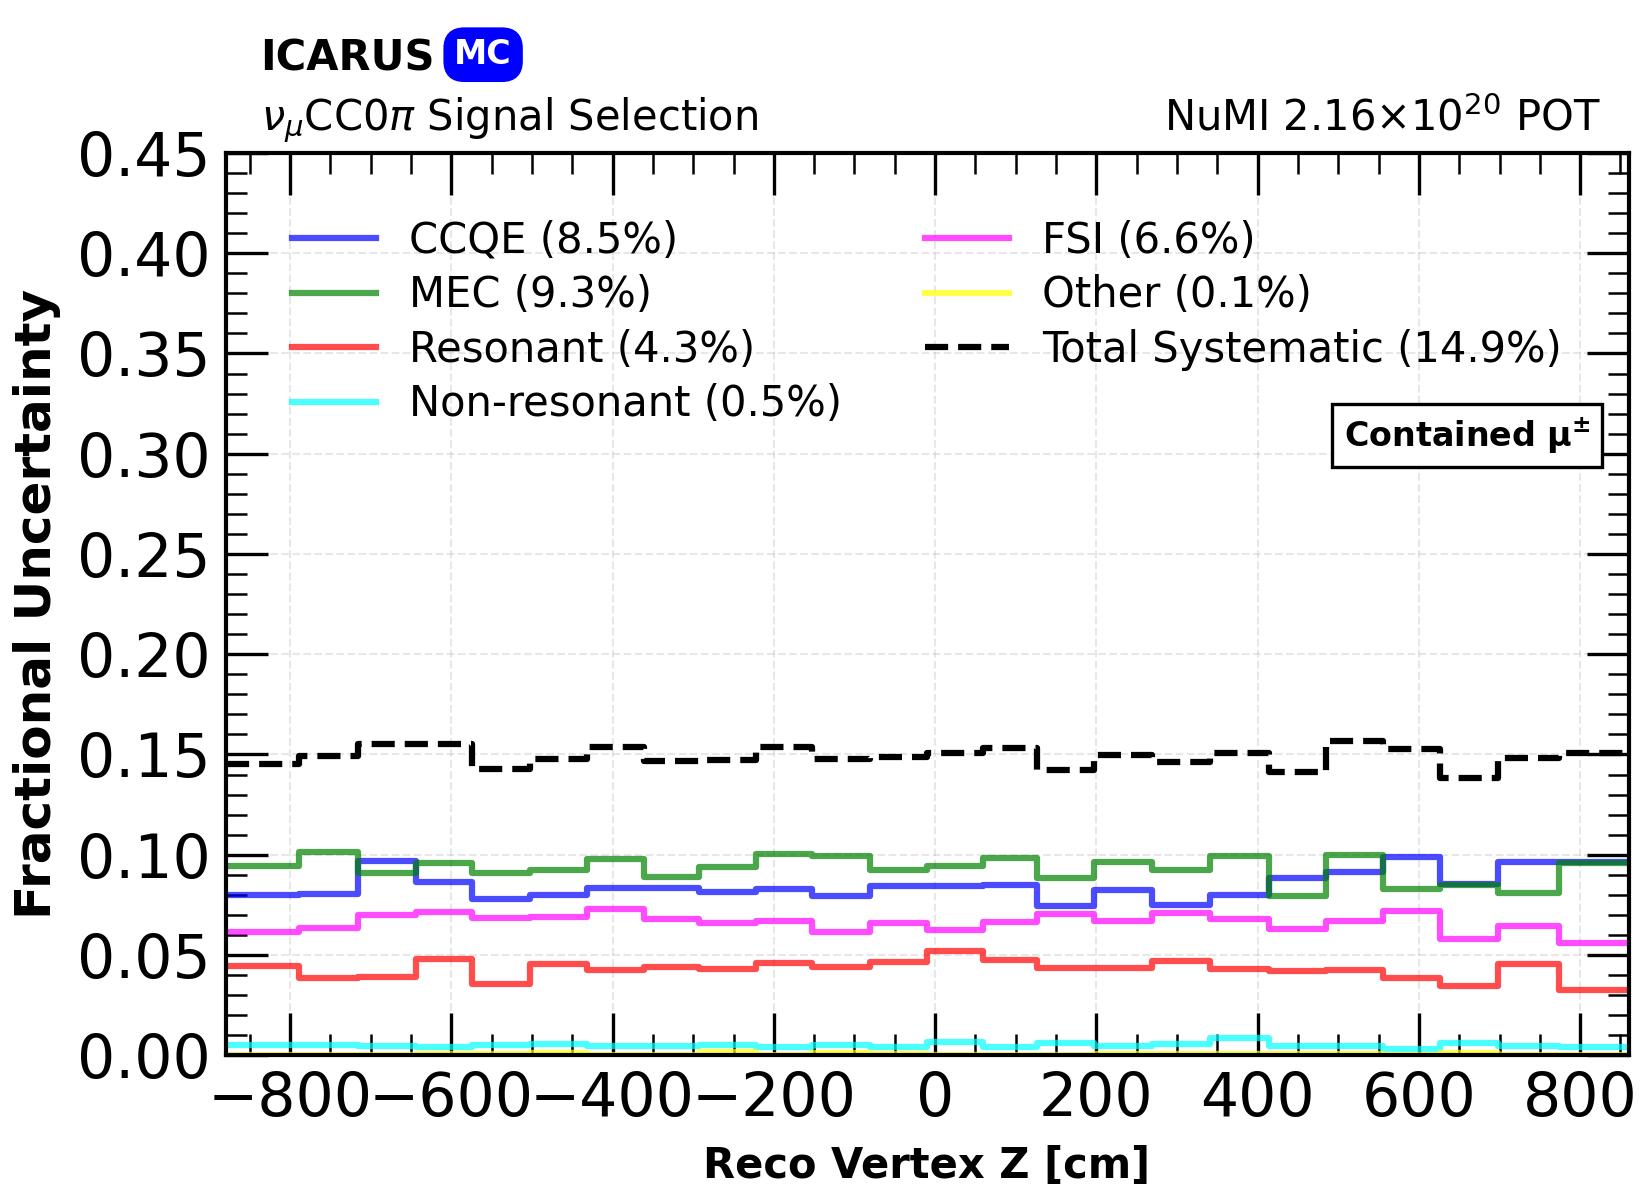 ICARUS MC
νμCC0π Signal Selection
NuMI 2.16×10²⁰ POT
0.45
0.40
0.35
0.30
0.25
0.20
0.15
0.10
0.05
0.00
Fractional Uncertainty
CCQE (8.5%)
MEC (9.3%)
Resonant (4.3%)
Non-resonant (0.5%)
FSI (6.6%)
Other (0.1%)
Total Systematic (14.9%)
Contained μ±
−800 −600 −400 −200 0 200 400 600 800
Reco Vertex Z [cm]